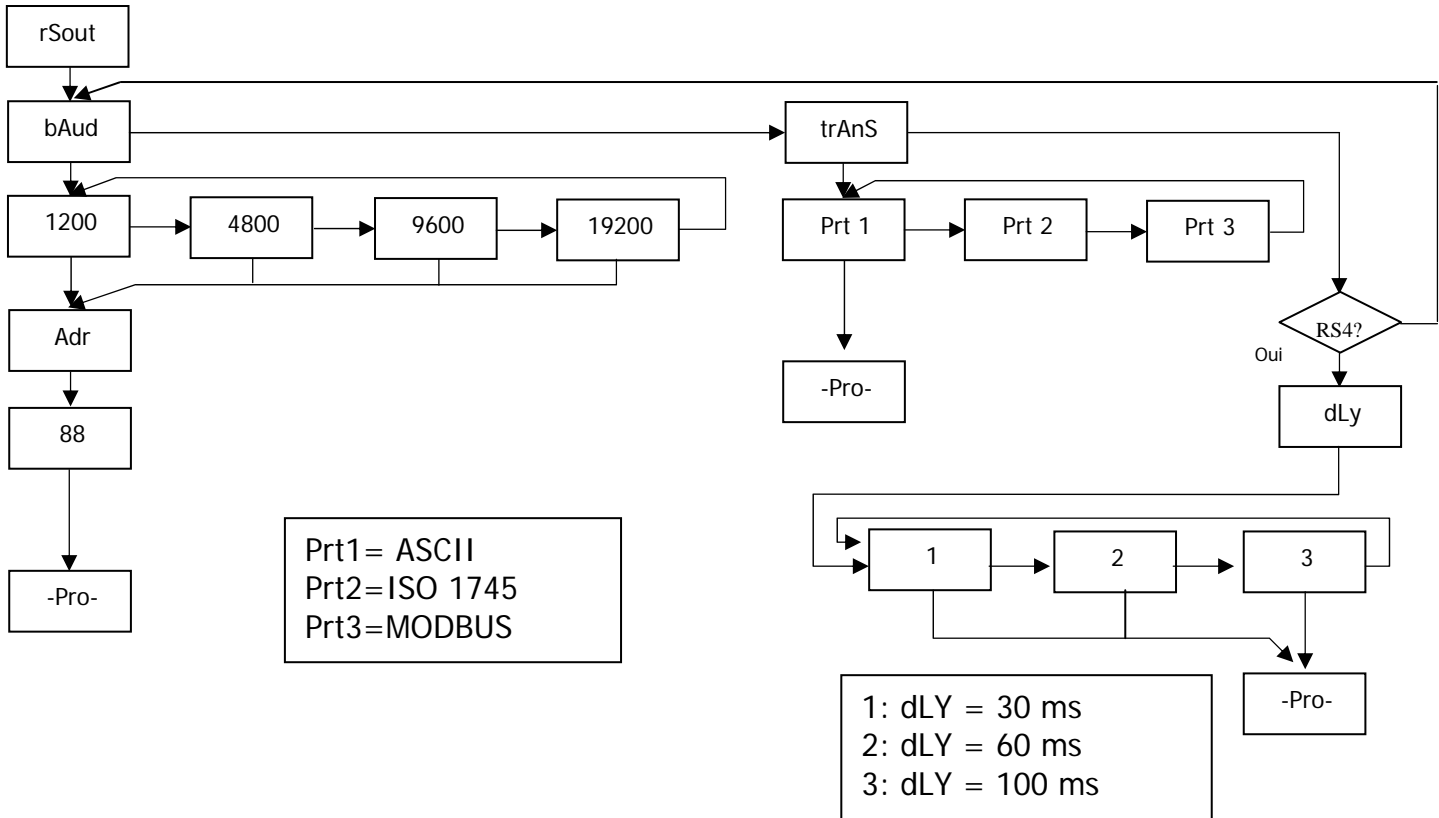 rSout
bAud
trAnS
1200
4800
9600
19200
Prt 1
Prt 2
Prt 3
Adr
RS4?
Oui
-Pro-
dLy
88
Prt1= ASCII
Prt2=ISO 1745
Prt3=MODBUS
1
2
3
-Pro-
-Pro-
1: dLY = 30 ms
2: dLY = 60 ms
3: dLY = 100 ms